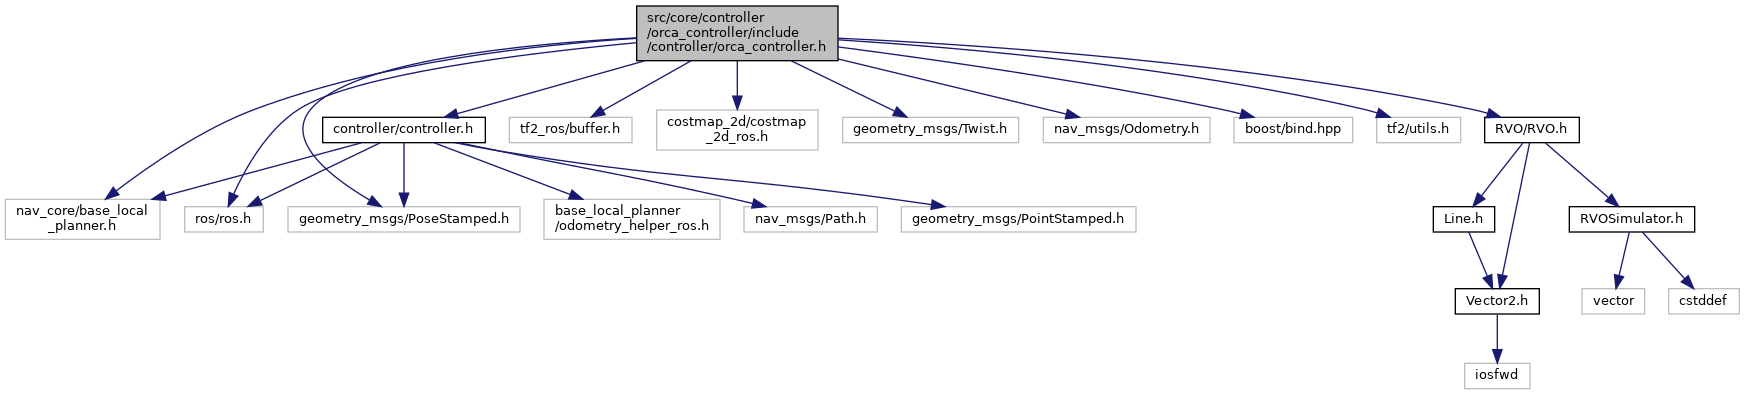 src/core/controller
/orca_controller/include
/controller/orca_controller.h
controller/controller.h
tf2_ros/buffer.h
costmap_2d/costmap
_2d_ros.h
geometry_msgs/Twist.h
nav_msgs/Odometry.h
boost/bind.hpp
tf2/utils.h
RVO/RVO.h
nav_core/base_local
_planner.h
ros/ros.h
geometry_msgs/PoseStamped.h
base_local_planner
/odometry_helper_ros.h
nav_msgs/Path.h
geometry_msgs/PointStamped.h
Line.h
RVOSimulator.h
Vector2.h
vector
cstddef
iosfwd